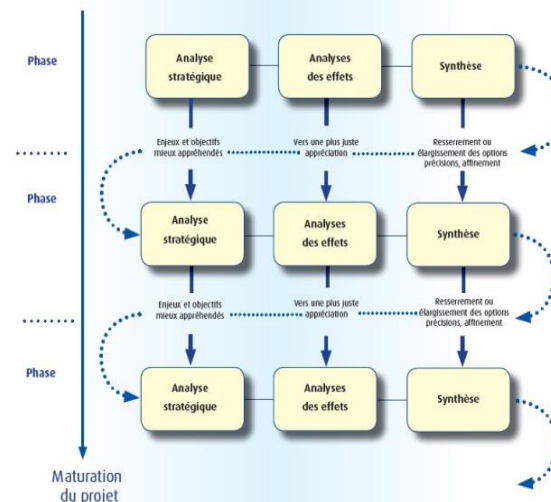 Phase
Analyse
stratégique
Analyses
des effets
Synthèse
Enjeux et objectifs
mieux appréhendés
Vers une plus juste
appréciation
Resserrement ou
élargissement des options
précisions, affinement
Phase
Analyse
stratégique
Analyses
des effets
Synthèse
Enjeux et objectifs
mieux appréhendés
Vers une plus juste
appréciation
Resserrement ou
élargissement des options
précisions, affinement
Phase
Analyse
stratégique
Analyses
des effets
Synthèse
Maturation
du projet